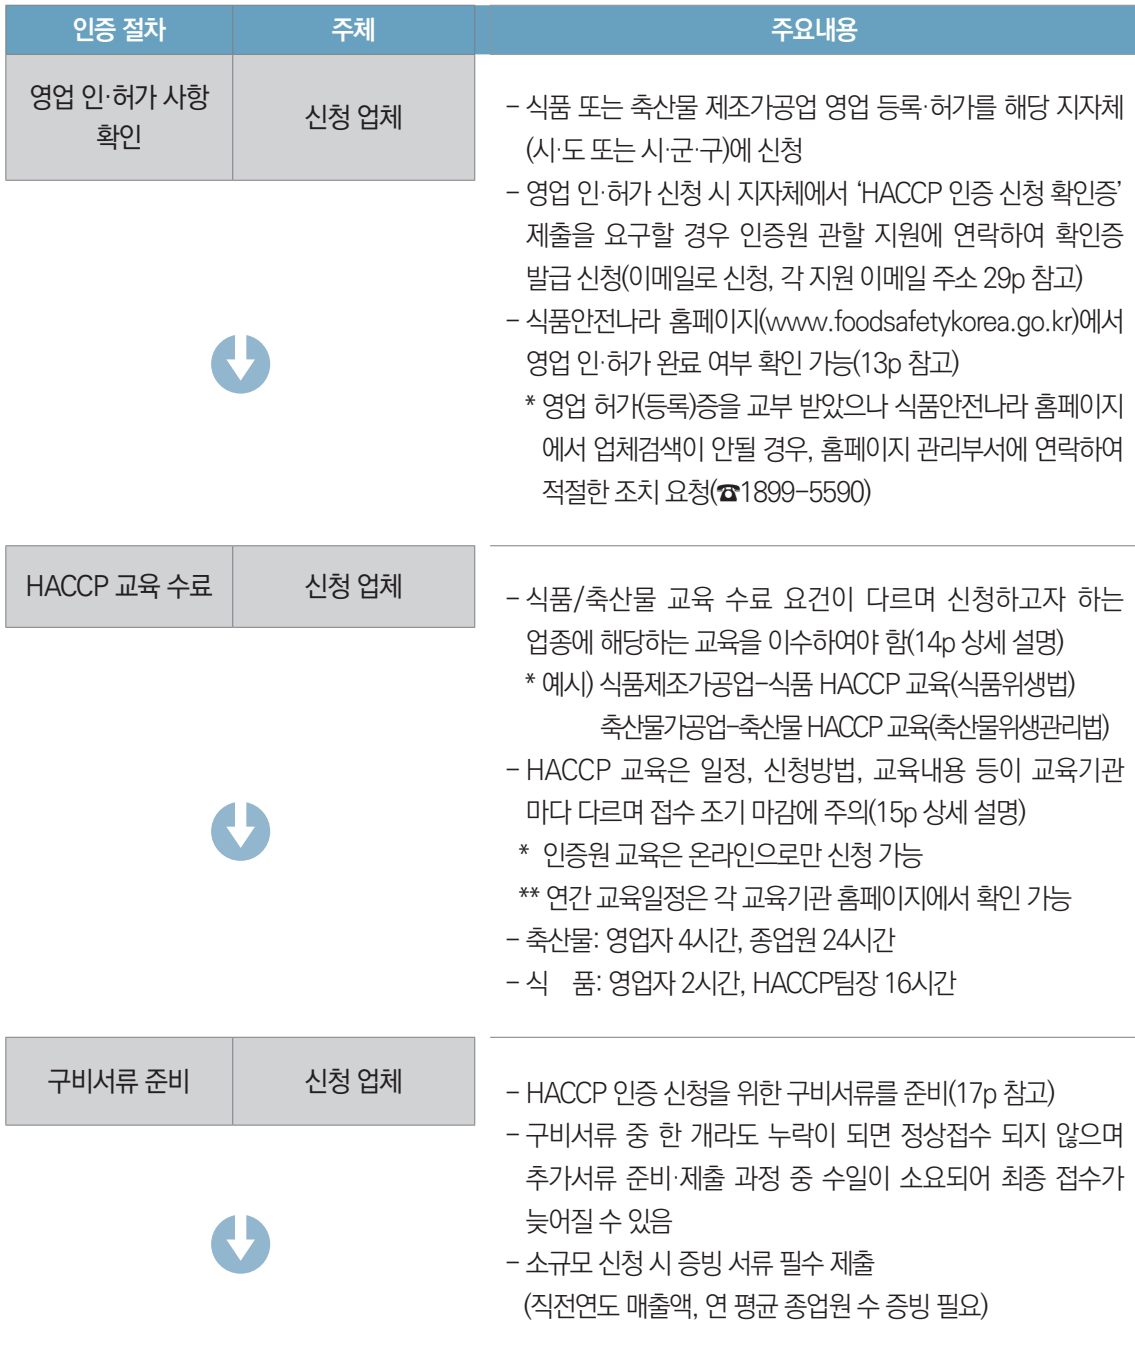 인증 절차 주체 주요내용
영업 인·허가 사항
확인
신청 업체
- 식품 또는 축산물 제조가공업 영업 등록·허가를 해당 지자체
(시·도 또는 시·군·구)에 신청
- 영업 인·허가 신청 시 지자체에서 ‘HACCP 인증 신청 확인증’
제출을 요구할 경우 인증원 관할 지원에 연락하여 확인증
발급 신청(이메일로 신청, 각 지원 이메일 주소 29p 참고)
- 식품안전나라 홈페이지(www.foodsafetykorea.go.kr)에서
영업 인·허가 완료 여부 확인 가능(13p 참고)
* 영업 허가(등록)증을 교부 받았으나 식품안전나라 홈페이지
에서 업체검색이 안될 경우, 홈페이지 관리부서에 연락하여
적절한 조치 요청(☎1899-5590)
HACCP 교육 수료
신청 업체
- 식품/축산물 교육 수료 요건이 다르며 신청하고자 하는
업종에 해당하는 교육을 이수하여야 함(14p 상세 설명)
* 예시) 식품제조가공업-식품 HACCP 교육(식품위생법)
축산물가공업-축산물 HACCP 교육(축산물위생관리법)
- HACCP 교육은 일정, 신청방법, 교육내용 등이 교육기관
마다 다르며 접수 조기 마감에 주의(15p 상세 설명)
* 인증원 교육은 온라인으로만 신청 가능
** 연간 교육일정은 각 교육기관 홈페이지에서 확인 가능
- 축산물: 영업자 4시간, 종업원 24시간
- 식 품: 영업자 2시간, HACCP팀장 16시간
구비서류 준비
신청 업체
- HACCP 인증 신청을 위한 구비서류를 준비(17p 참고)
- 구비서류 중 한 개라도 누락이 되면 정상접수 되지 않으며
추가서류 준비·제출 과정 중 수일이 소요되어 최종 접수가
늦어질 수 있음
- 소규모 신청 시 증빙 서류 필수 제출
(직전연도 매출액, 연 평균 종업원 수 증빙 필요)